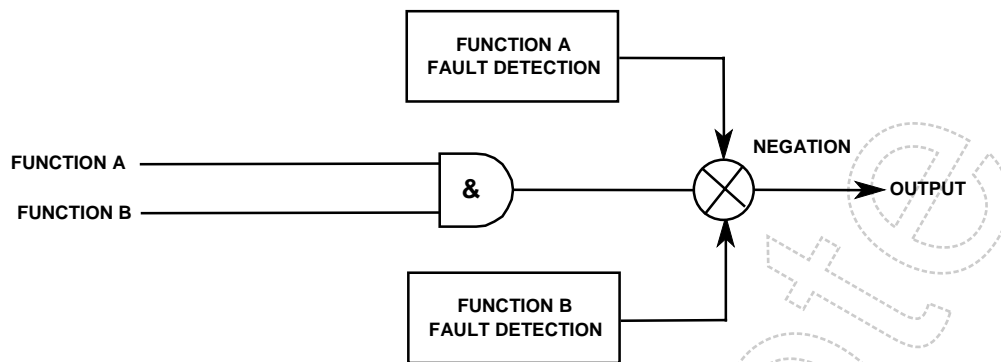 FUNCTION A
FAULT DETECTION
NEGATION
FUNCTION A
&
OUTPUT
FUNCTION B
FUNCTION B
FAULT DETECTION